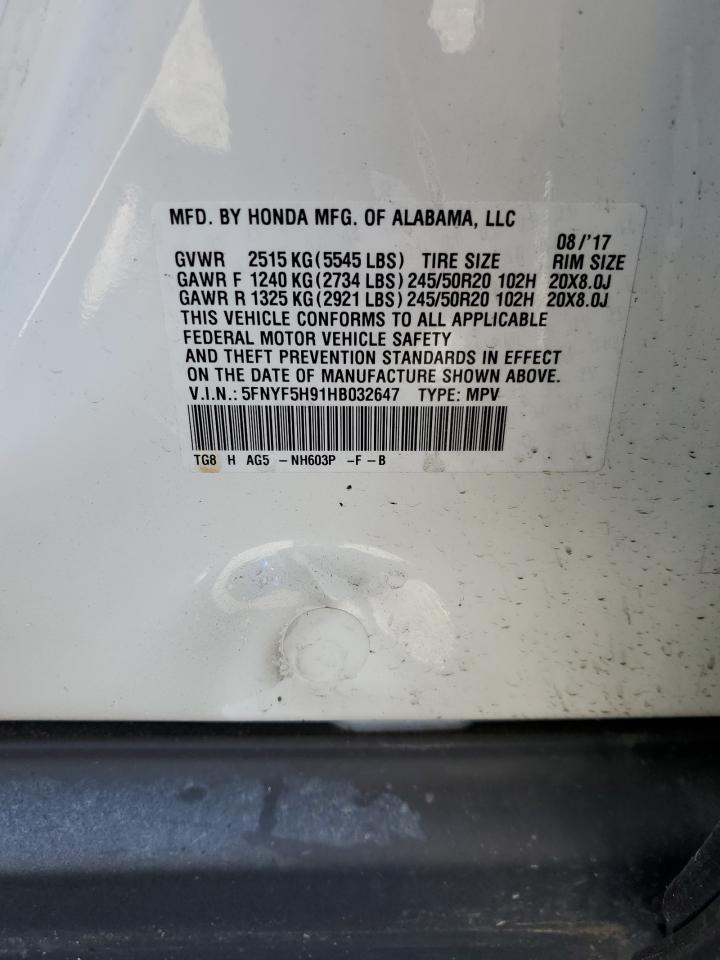 MFD. BY HONDA MFG. OF ALABAMA, LLC
08/'17
GVWR 2515 KG (5545 LBS) TIRE SIZE RIM SIZE
GAWR F 1240 KG (2734 LBS) 245/50R20 102H 20X8.0J
GAWR R 1325 KG (2921 LBS) 245/50R20 102H 20X8.0J
THIS VEHICLE CONFORMS TO ALL APPLICABLE
FEDERAL MOTOR VEHICLE SAFETY
AND THEFT PREVENTION STANDARDS IN EFFECT
ON THE DATE OF MANUFACTURE SHOWN ABOVE.
V.I.N.: 5FNYF5H91HB032647 TYPE: MPV
TG8 H AG5 -NH603P -F-B